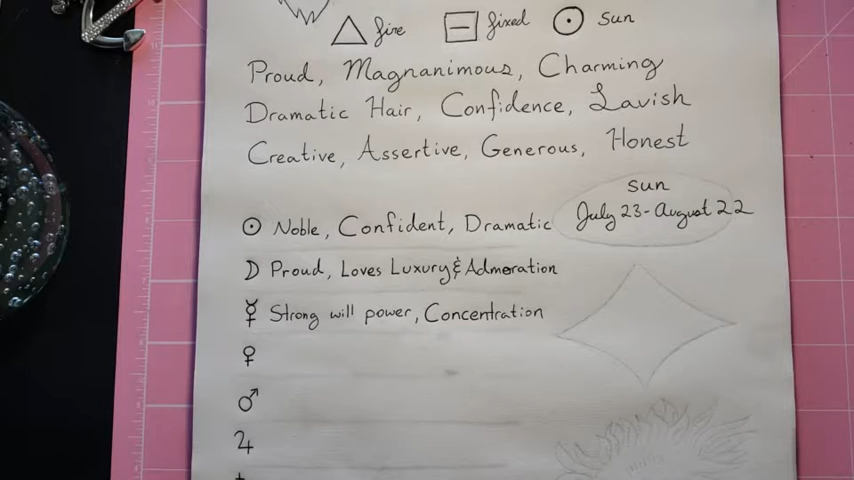 △ fire ⊟ fixed ☉ Sun
Proud, Magnanimous, Charming
Dramatic Hair, Confidence, Lavish
Creative, Assertive, Generous, Honest
Sun
July 23-August 22
☉ Noble, Confident, Dramatic
☽ Proud, Loves Luxury & Admoration
☿ Strong will power, Concentration
♀
♂
♃